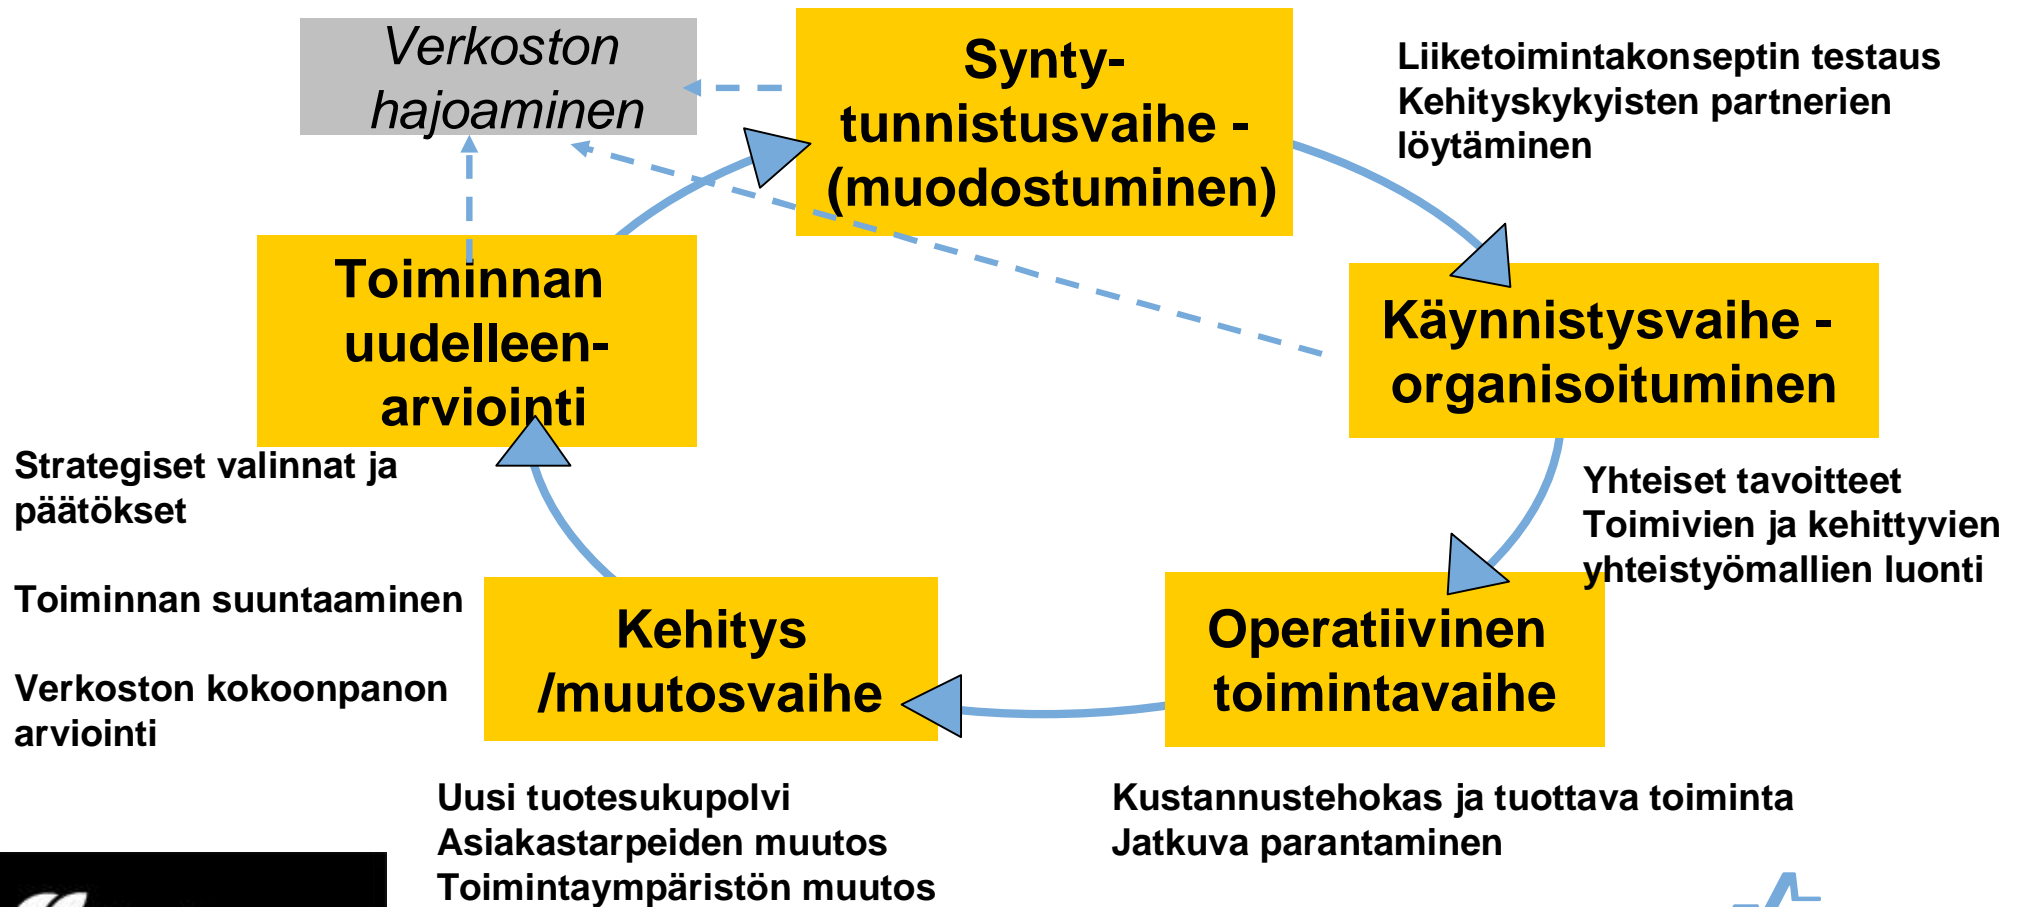 Verkoston
hajoaminen
Synty-
tunnistusvaihe -
(muodostuminen)
Liiketoimintakonseptin testaus
Kehityskykyisten partnerien
löytäminen
Toiminnan
uudelleen-
arviointi
Käynnistysvaihe -
organisoituminen
Strategiset valinnat ja
päätökset
Toiminnan suuntaaminen
Verkoston kokoonpanon
arviointi
Yhteiset tavoitteet
Toimivien ja kehittyvien
yhteistyömallien luonti
Kehitys
/muutosvaihe
Operatiivinen
toimintavaihe
Uusi tuotesukupolvi
Asiakastarpeiden muutos
Toimintaympäristön muutos
Kustannustehokas ja tuottava toiminta
Jatkuva parantaminen